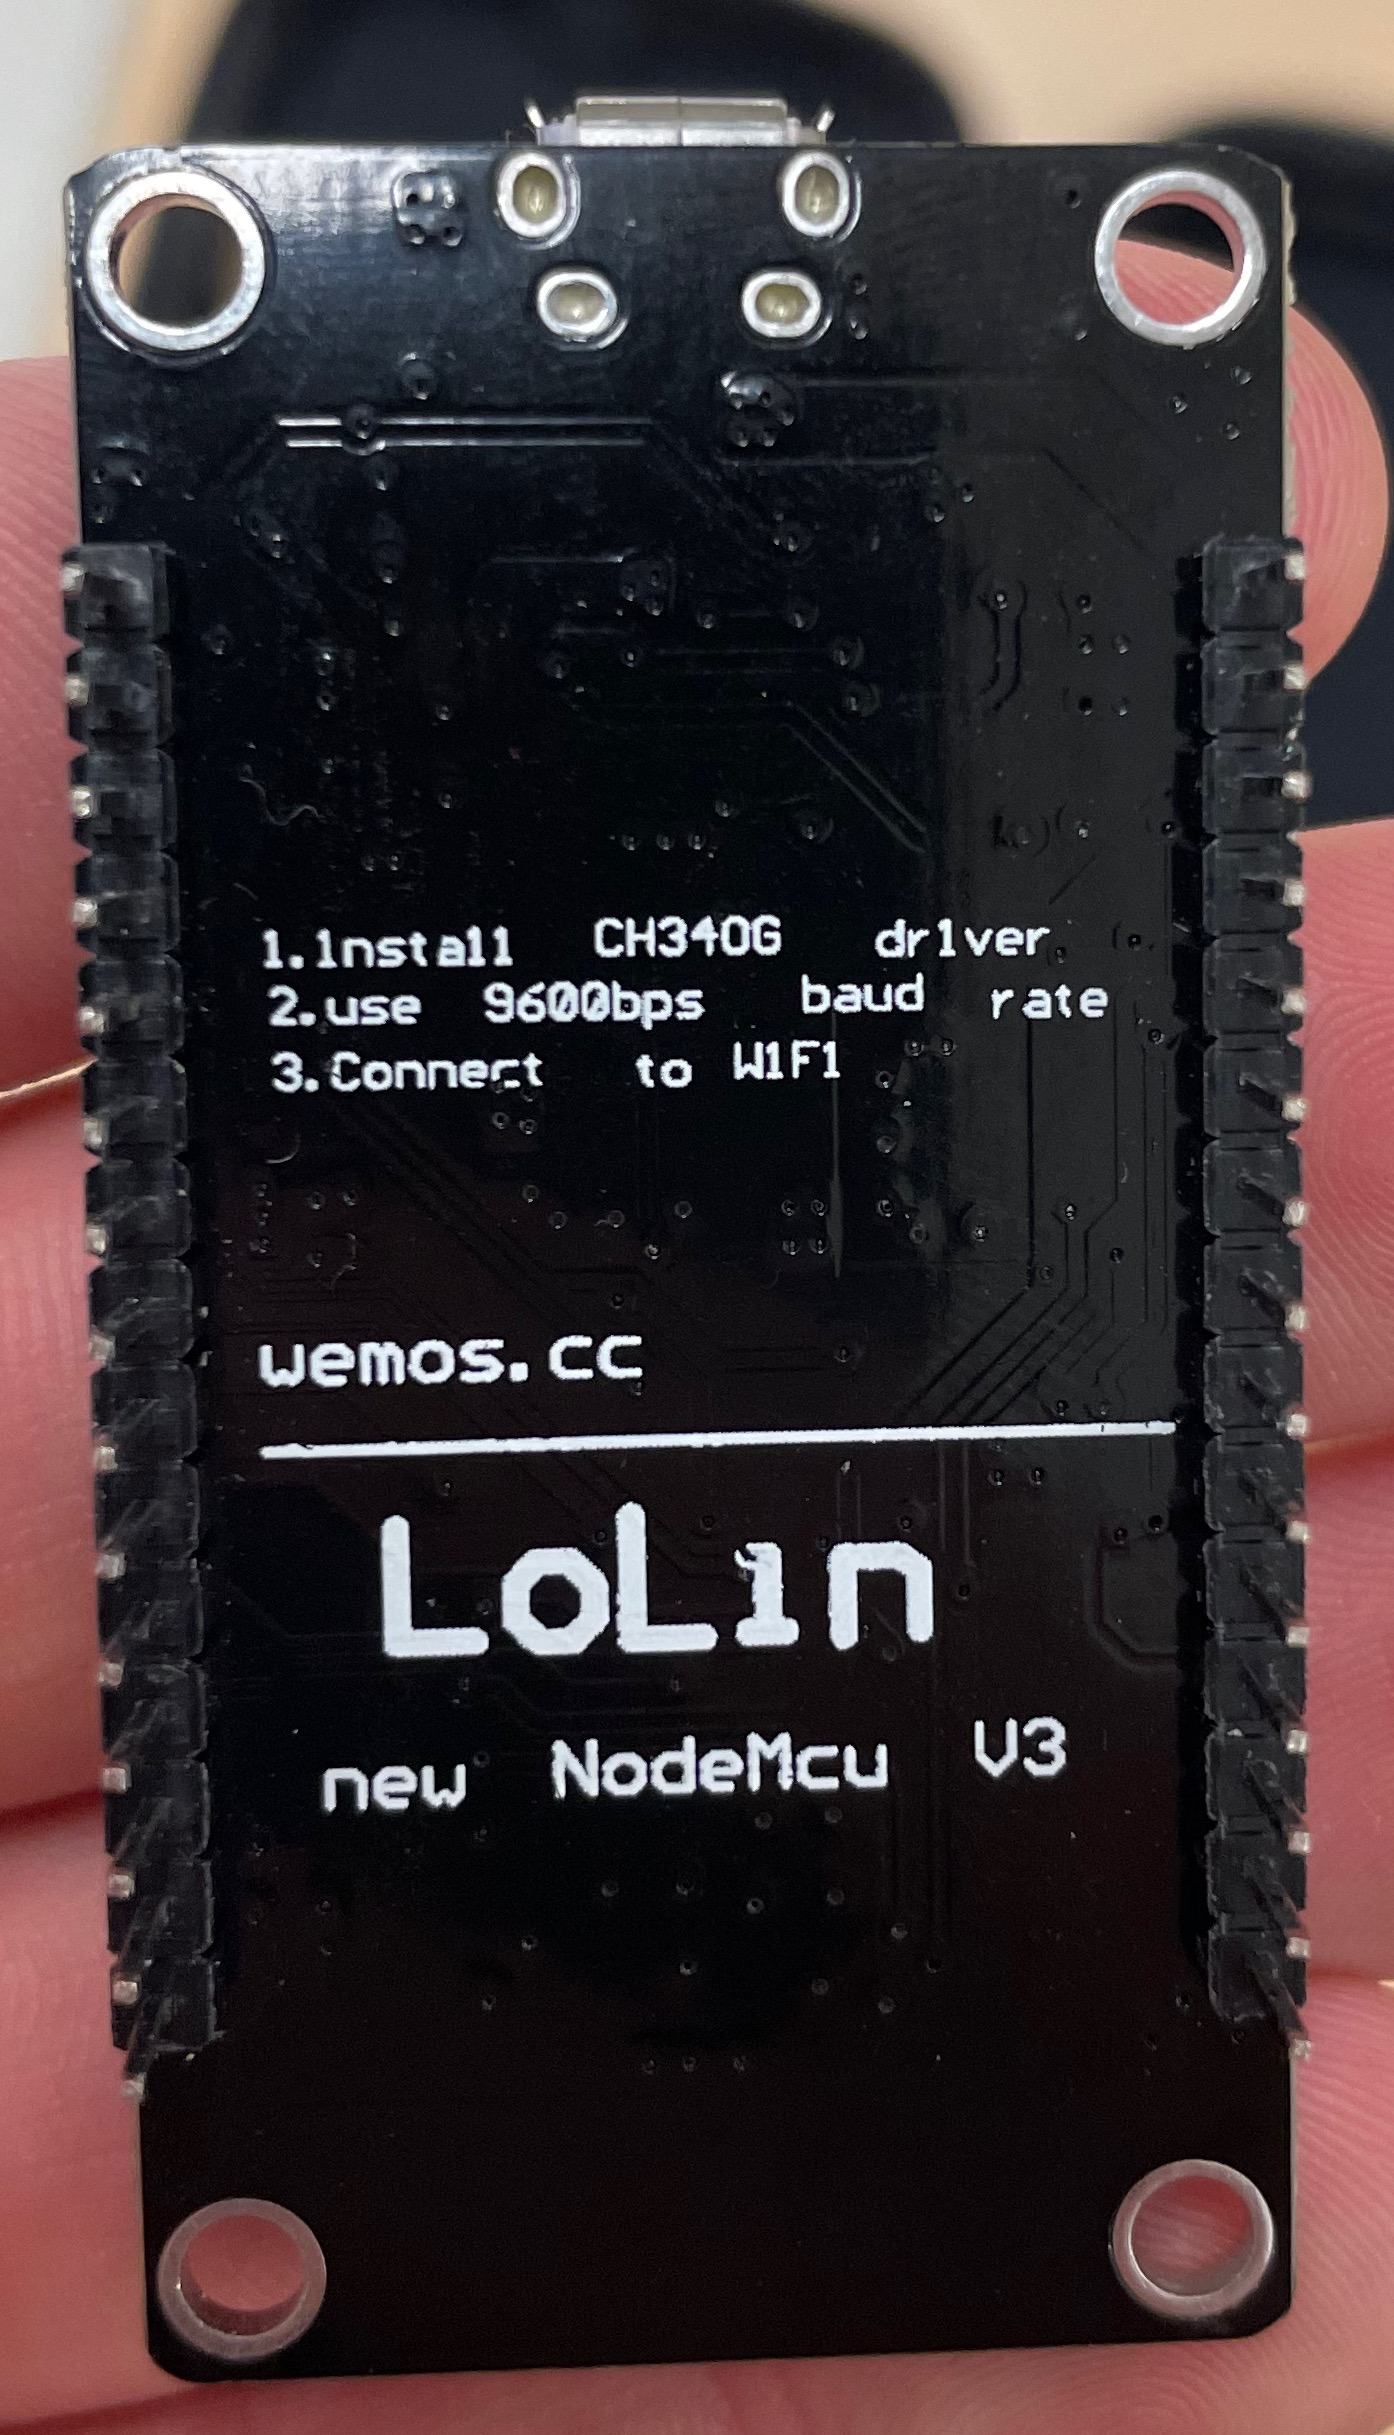 1.install CH340G driver
2.use 9600bps baud rate
3.Connect to WiFi
wemos.cc
LoLin
new NodeMcu V3